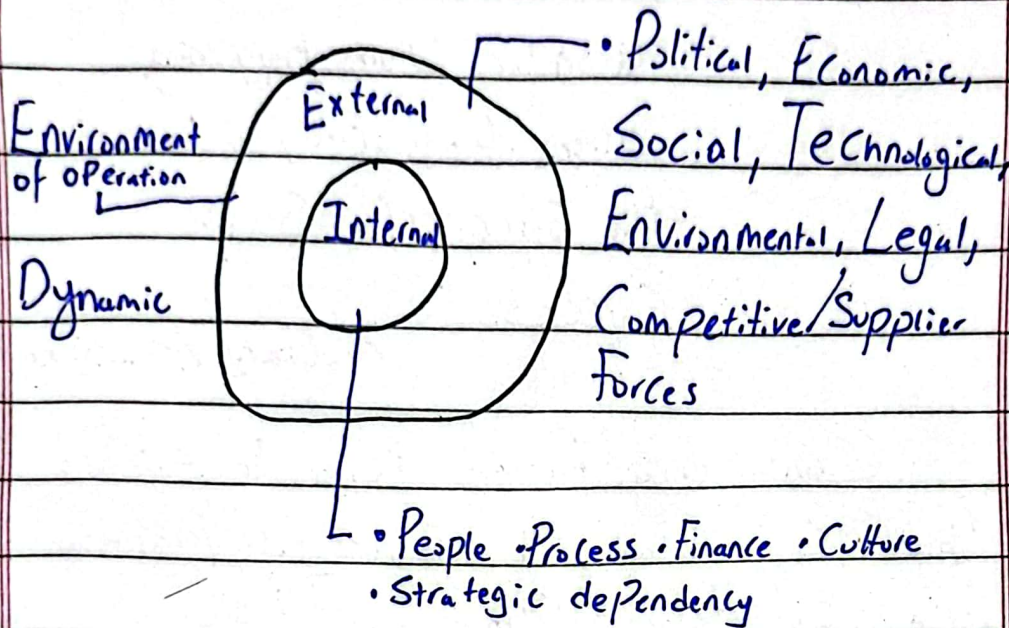 • Political, Economic,
External
Environment
of operation
Social, Technological,
Internal
Environmental, Legal,
Dynamic
Competitive/Supplier
Forces
• People • Process • Finance • Culture
• Strategic dependency